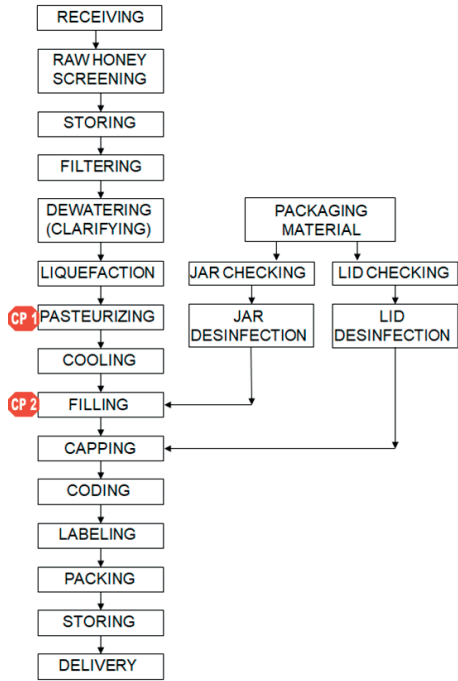 RECEIVING
RAW HONEY
SCREENING
STORING
FILTERING
DEWATERING
(CLARIFYING)
LIQUEFACTION
CP 1
PASTEURIZING
COOLING
CP 2
FILLING
CAPPING
CODING
LABELING
PACKING
STORING
DELIVERY
PACKAGING
MATERIAL
JAR CHECKING
JAR
DESINFECTION
LID CHECKING
LID
DESINFECTION